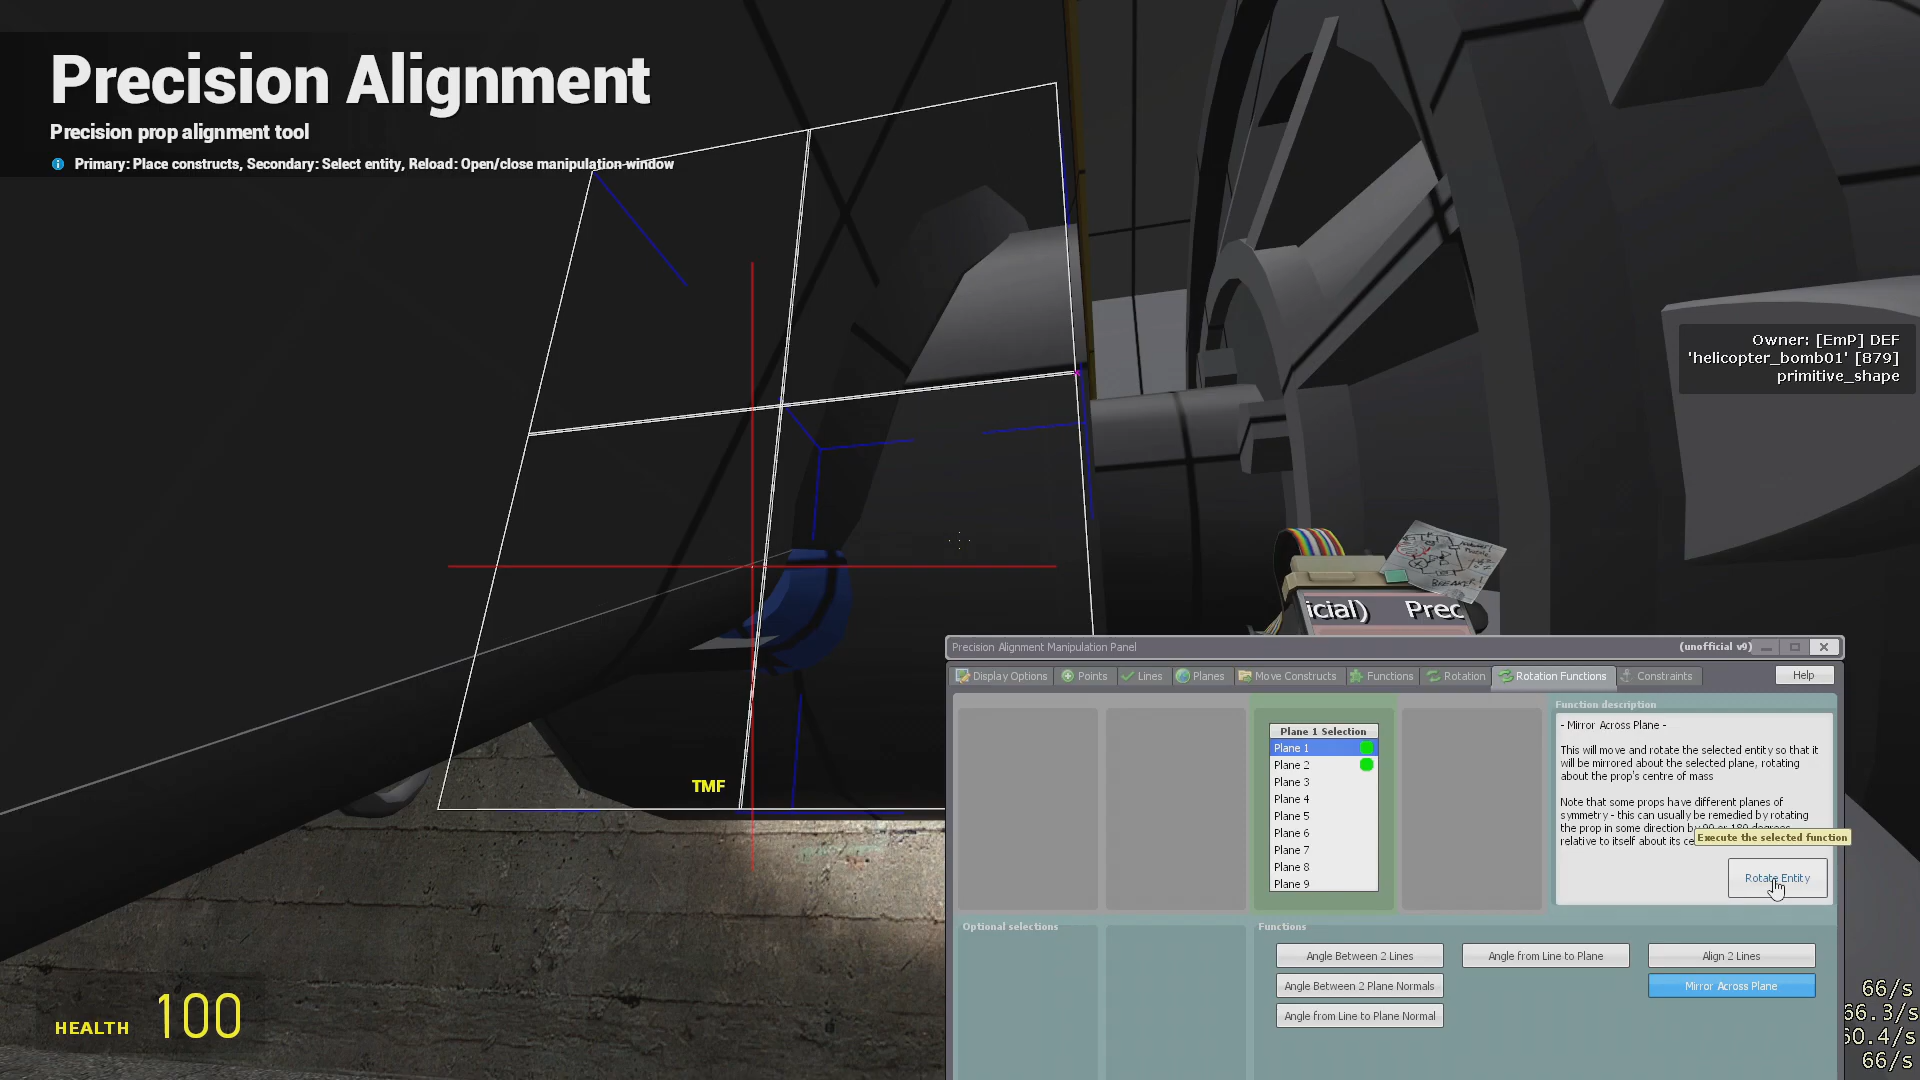 Precision Alignment
Precision prop alignment tool
Primary: Place constructs, Secondary: Select entity, Reload: Open/close manipulation window
Owner: [EmP] DEF
'helicopter_bomb01' [879]
primitive_shape
BREAKER!
icial) Prec
Precision Alignment Manipulation Panel (unofficial v9)
Display Options Points Lines Planes Move Constructs Functions Rotation Rotation Functions Constraints Help
Plane 1 Selection
Plane 1
Plane 2
Plane 3
Plane 4
Plane 5
Plane 6
Plane 7
Plane 8
Plane 9
Function description
- Mirror Across Plane -
This will move and rotate the selected entity so that it
will be mirrored about the selected plane, rotating
about the prop's centre of mass
Note that some props have different planes of
symmetry - this can usually be remedied by rotating
the prop in some direction by 90 or 180 degrees
relative to itself about its ce
Execute the selected function
Rotate Entity
TMF
Optional selections
Functions
Angle Between 2 Lines Angle from Line to Plane Align 2 Lines
Angle Between 2 Plane Normals Mirror Across Plane
Angle from Line to Plane Normal
HEALTH 100
66/s
66.3/s
60.4/s
66/s